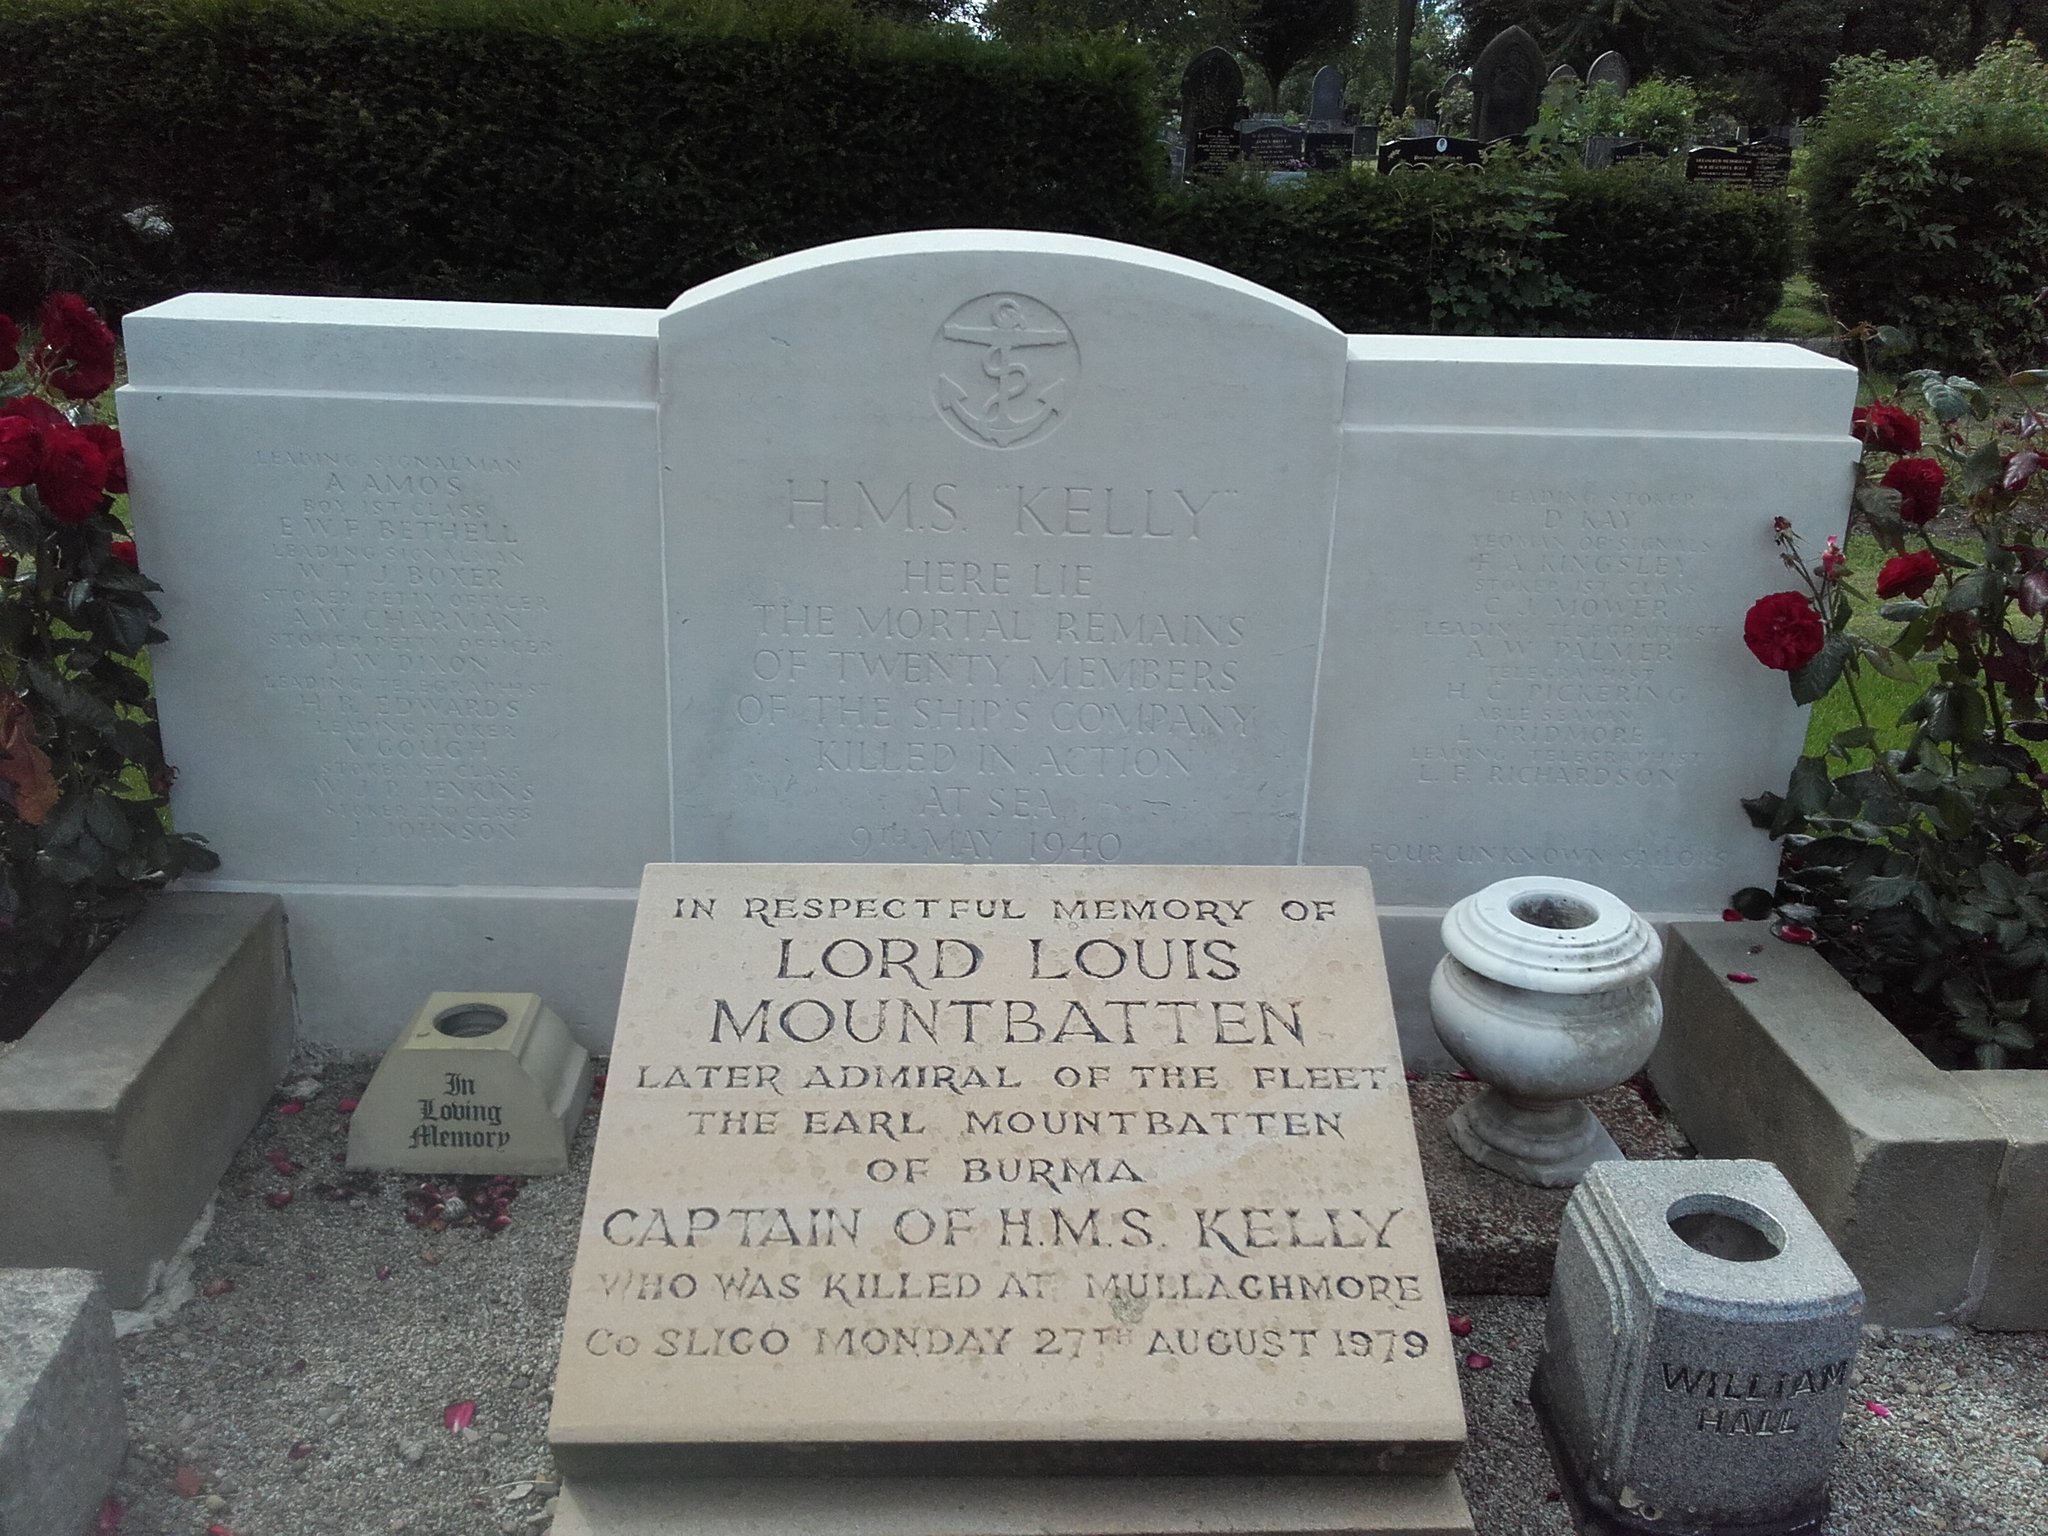 LEADING SIGNALMAN
A AMOS
BOY 1ST CLASS
E.W.F. BETHELL
LEADING SIGNALMAN
W.T.J. BOXER
STOKER PETTY OFFICER
A.W. CHARMAN
STOKER PETTY OFFICER
J.W. DIXON
LEADING TELEGRAPHIST
H.R. EDWARDS
LEADING STOKER
V. GOUGH
STOKER 1ST CLASS
W.J.D. JENKINS
STOKER 2ND CLASS
J. JOHNSON
H.M.S. "KELLY"
HERE LIE
THE MORTAL REMAINS
OF TWENTY MEMBERS
OF THE SHIP'S COMPANY
KILLED IN ACTION
AT SEA
9TH MAY 1940
LEADING STOKER
D. KAY
YEOMAN OF SIGNALS
F.A. KINGSLEY
STOKER 1ST CLASS
C.J. MOWER
LEADING TELEGRAPHIST
A.W. PALMER
TELEGRAPHIST
H.C. PICKERING
ABLE SEAMAN
L. PRIDMORE
LEADING TELEGRAPHIST
L.E. RICHARDSON
FOUR UNKNOWN SAILORS
IN RESPECTFUL MEMORY OF
LORD LOUIS
MOUNTBATTEN
LATER ADMIRAL OF THE FLEET
THE EARL MOUNTBATTEN
OF BURMA
CAPTAIN OF H.M.S. KELLY
WHO WAS KILLED AT MULLAGHMORE
Co SLIGO MONDAY 27TH AUGUST 1979
In
Loving
Memory
WILLIAM
HALL